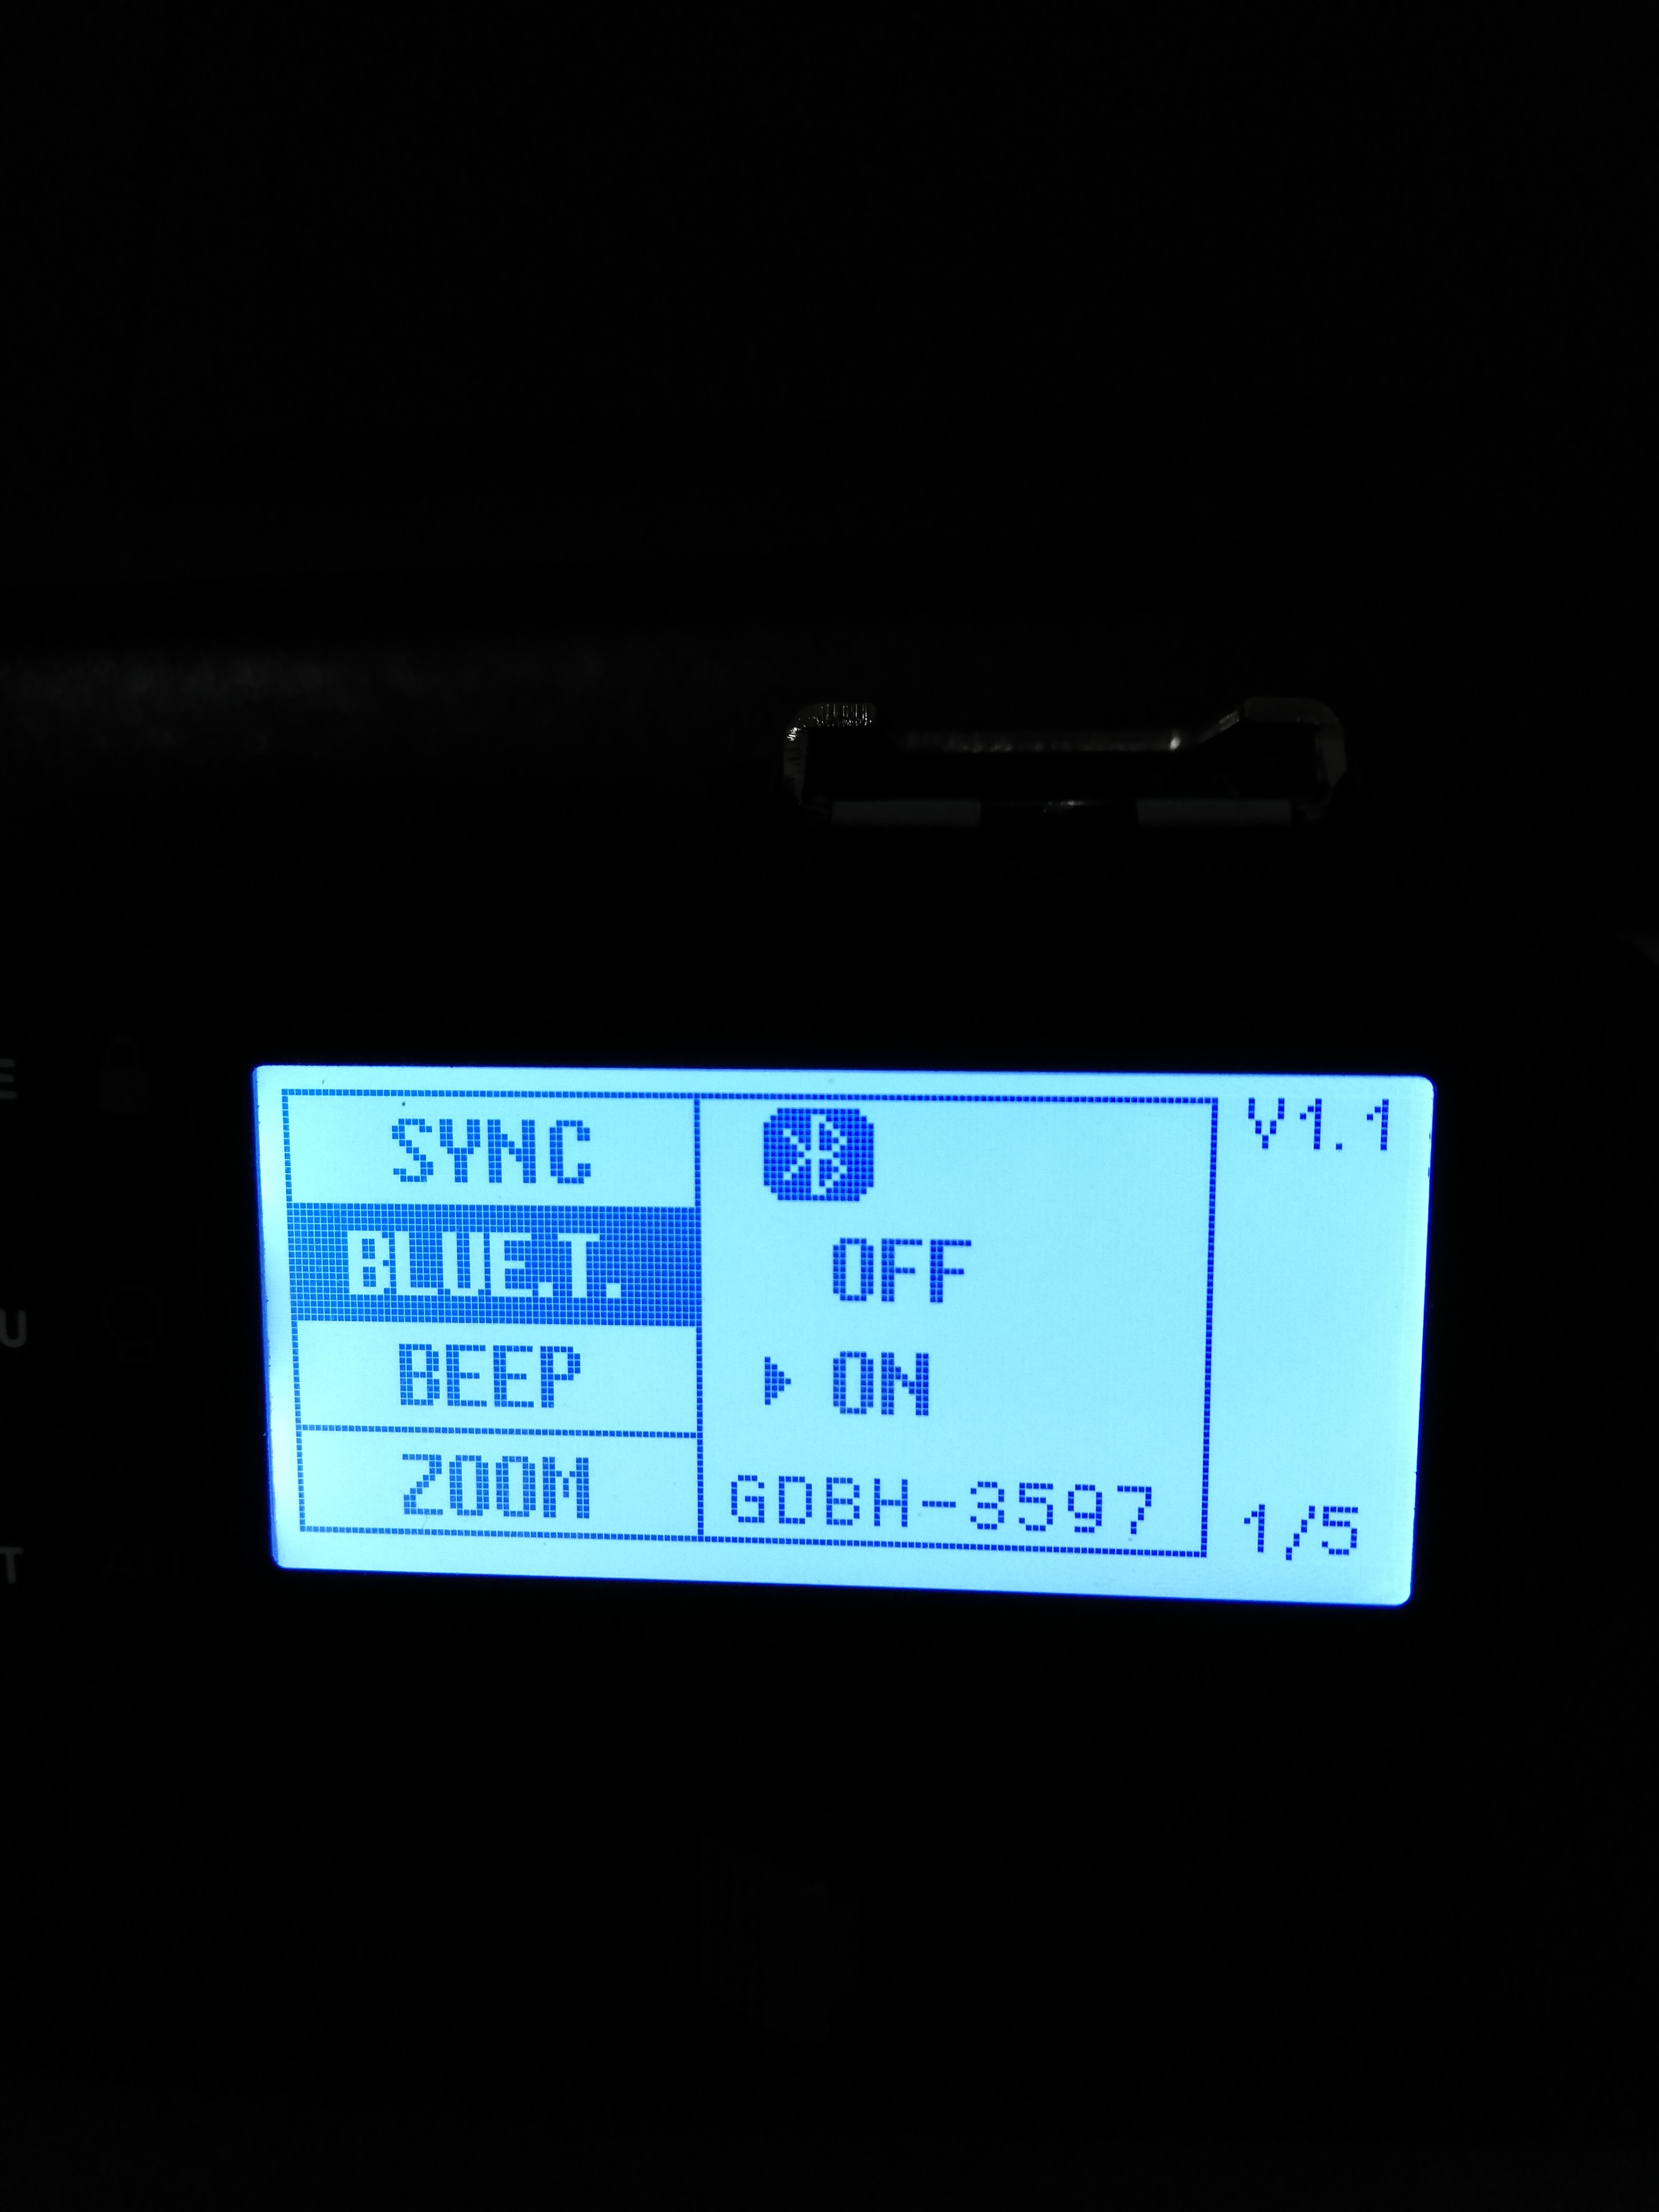 SYNC
BLUE.T.
BEEP
ZOOM
OFF
ON
GDBH-3597
V1.1
1/5